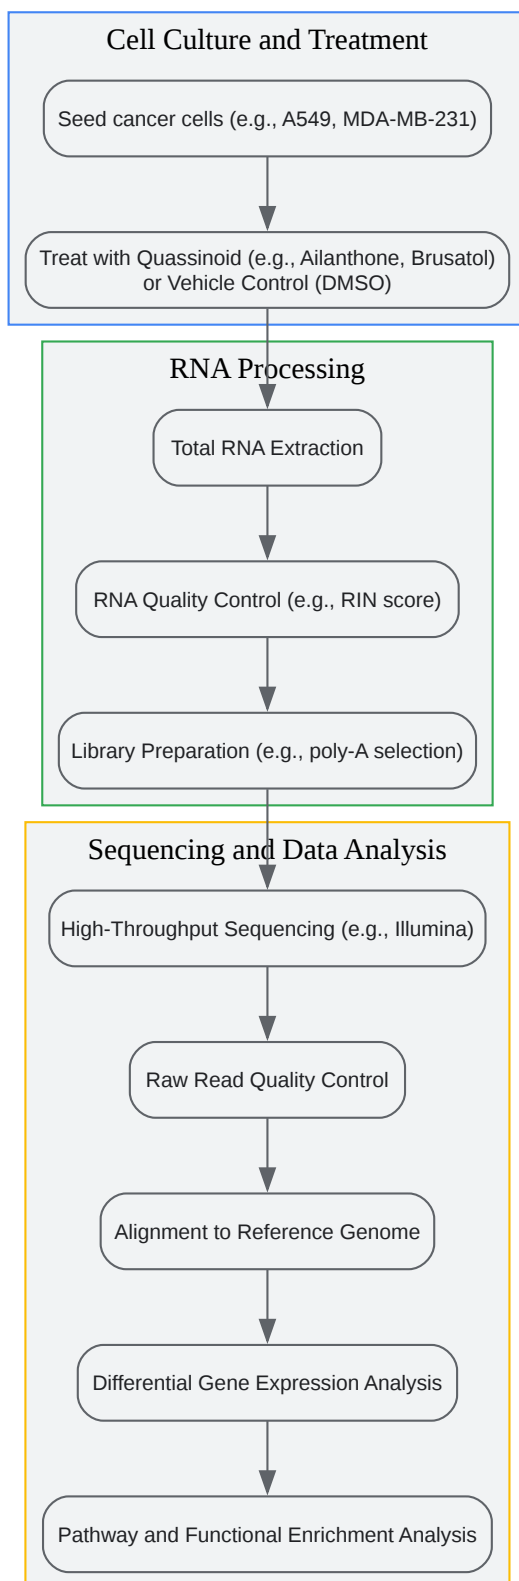 Cell Culture and Treatment
Seed cancer cells (e.g., A549, MDA-MB-231)
Treat with Quassinoid (e.g., Ailanthone, Brusatol)
or Vehicle Control (DMSO)
RNA Processing
Total RNA Extraction
RNA Quality Control (e.g., RIN score)
Library Preparation (e.g., poly-A selection)
Sequencing and Data Analysis
High-Throughput Sequencing (e.g., Illumina)
Raw Read Quality Control
Alignment to Reference Genome
Differential Gene Expression Analysis
Pathway and Functional Enrichment Analysis